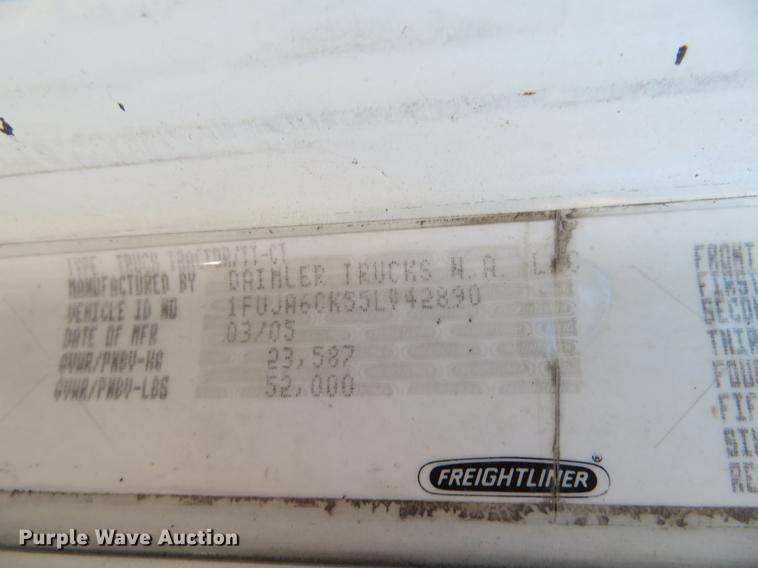 TYPE TRUCK TRACTOR/TT-CT
MANUFACTURED BY DAIMLER TRUCKS N.A. LLC
VEHICLE ID NO 1FUJA6CK55LV42890
DATE OF MFR 03/05
GVWR/PNBV-KG 23,587
GVWR/PNBV-LBS 52,000
FRONT
FIRST
SECON
THIR
FOUR
FIF
SIX
RE
FREIGHTLINER®
Purple Wave Auction®